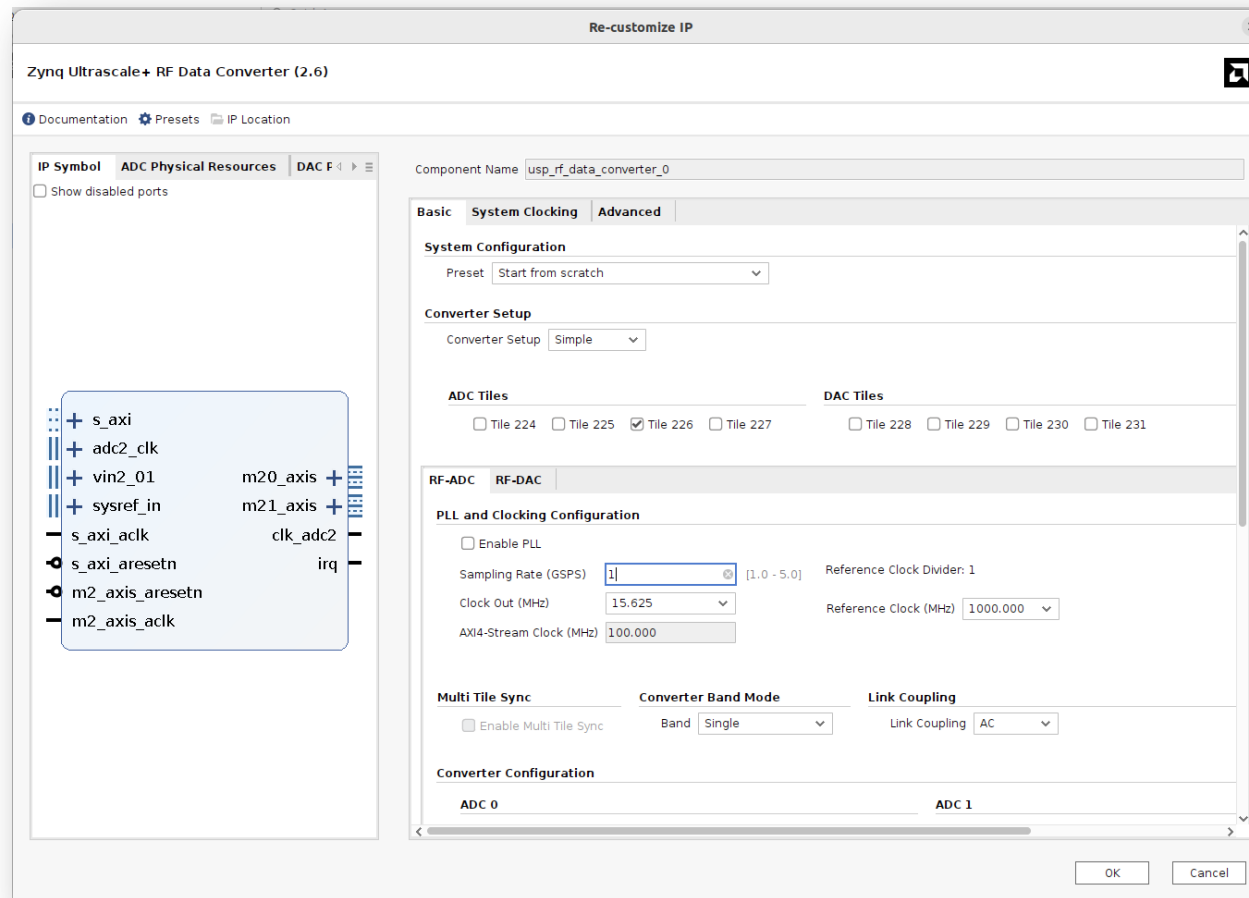 Re-customize IP
Zynq Ultrascale+ RF Data Converter (2.6)
Documentation Presets IP Location
IP Symbol ADC Physical Resources DAC F
Show disabled ports
s_axi
adc2_clk
vin2_01 m20_axis
sysref_in m21_axis
s_axi_aclk clk_adc2
s_axi_aresetn irq
m2_axis_aresetn
m2_axis_aclk
Component Name usp_rf_data_converter_0
Basic System Clocking Advanced
System Configuration
Preset Start from scratch
Converter Setup
Converter Setup Simple
ADC Tiles DAC Tiles
Tile 224 Tile 225 Tile 226 Tile 227 Tile 228 Tile 229 Tile 230 Tile 231
RF-ADC RF-DAC
PLL and Clocking Configuration
Enable PLL
Sampling Rate (GSPS) 1 [1.0 - 5.0] Reference Clock Divider: 1
Clock Out (MHz) 15.625 Reference Clock (MHz) 1000.000
AXI4-Stream Clock (MHz) 100.000
Multi Tile Sync Converter Band Mode Link Coupling
Enable Multi Tile Sync Band Single Link Coupling AC
Converter Configuration
ADC 0 ADC 1
OK Cancel